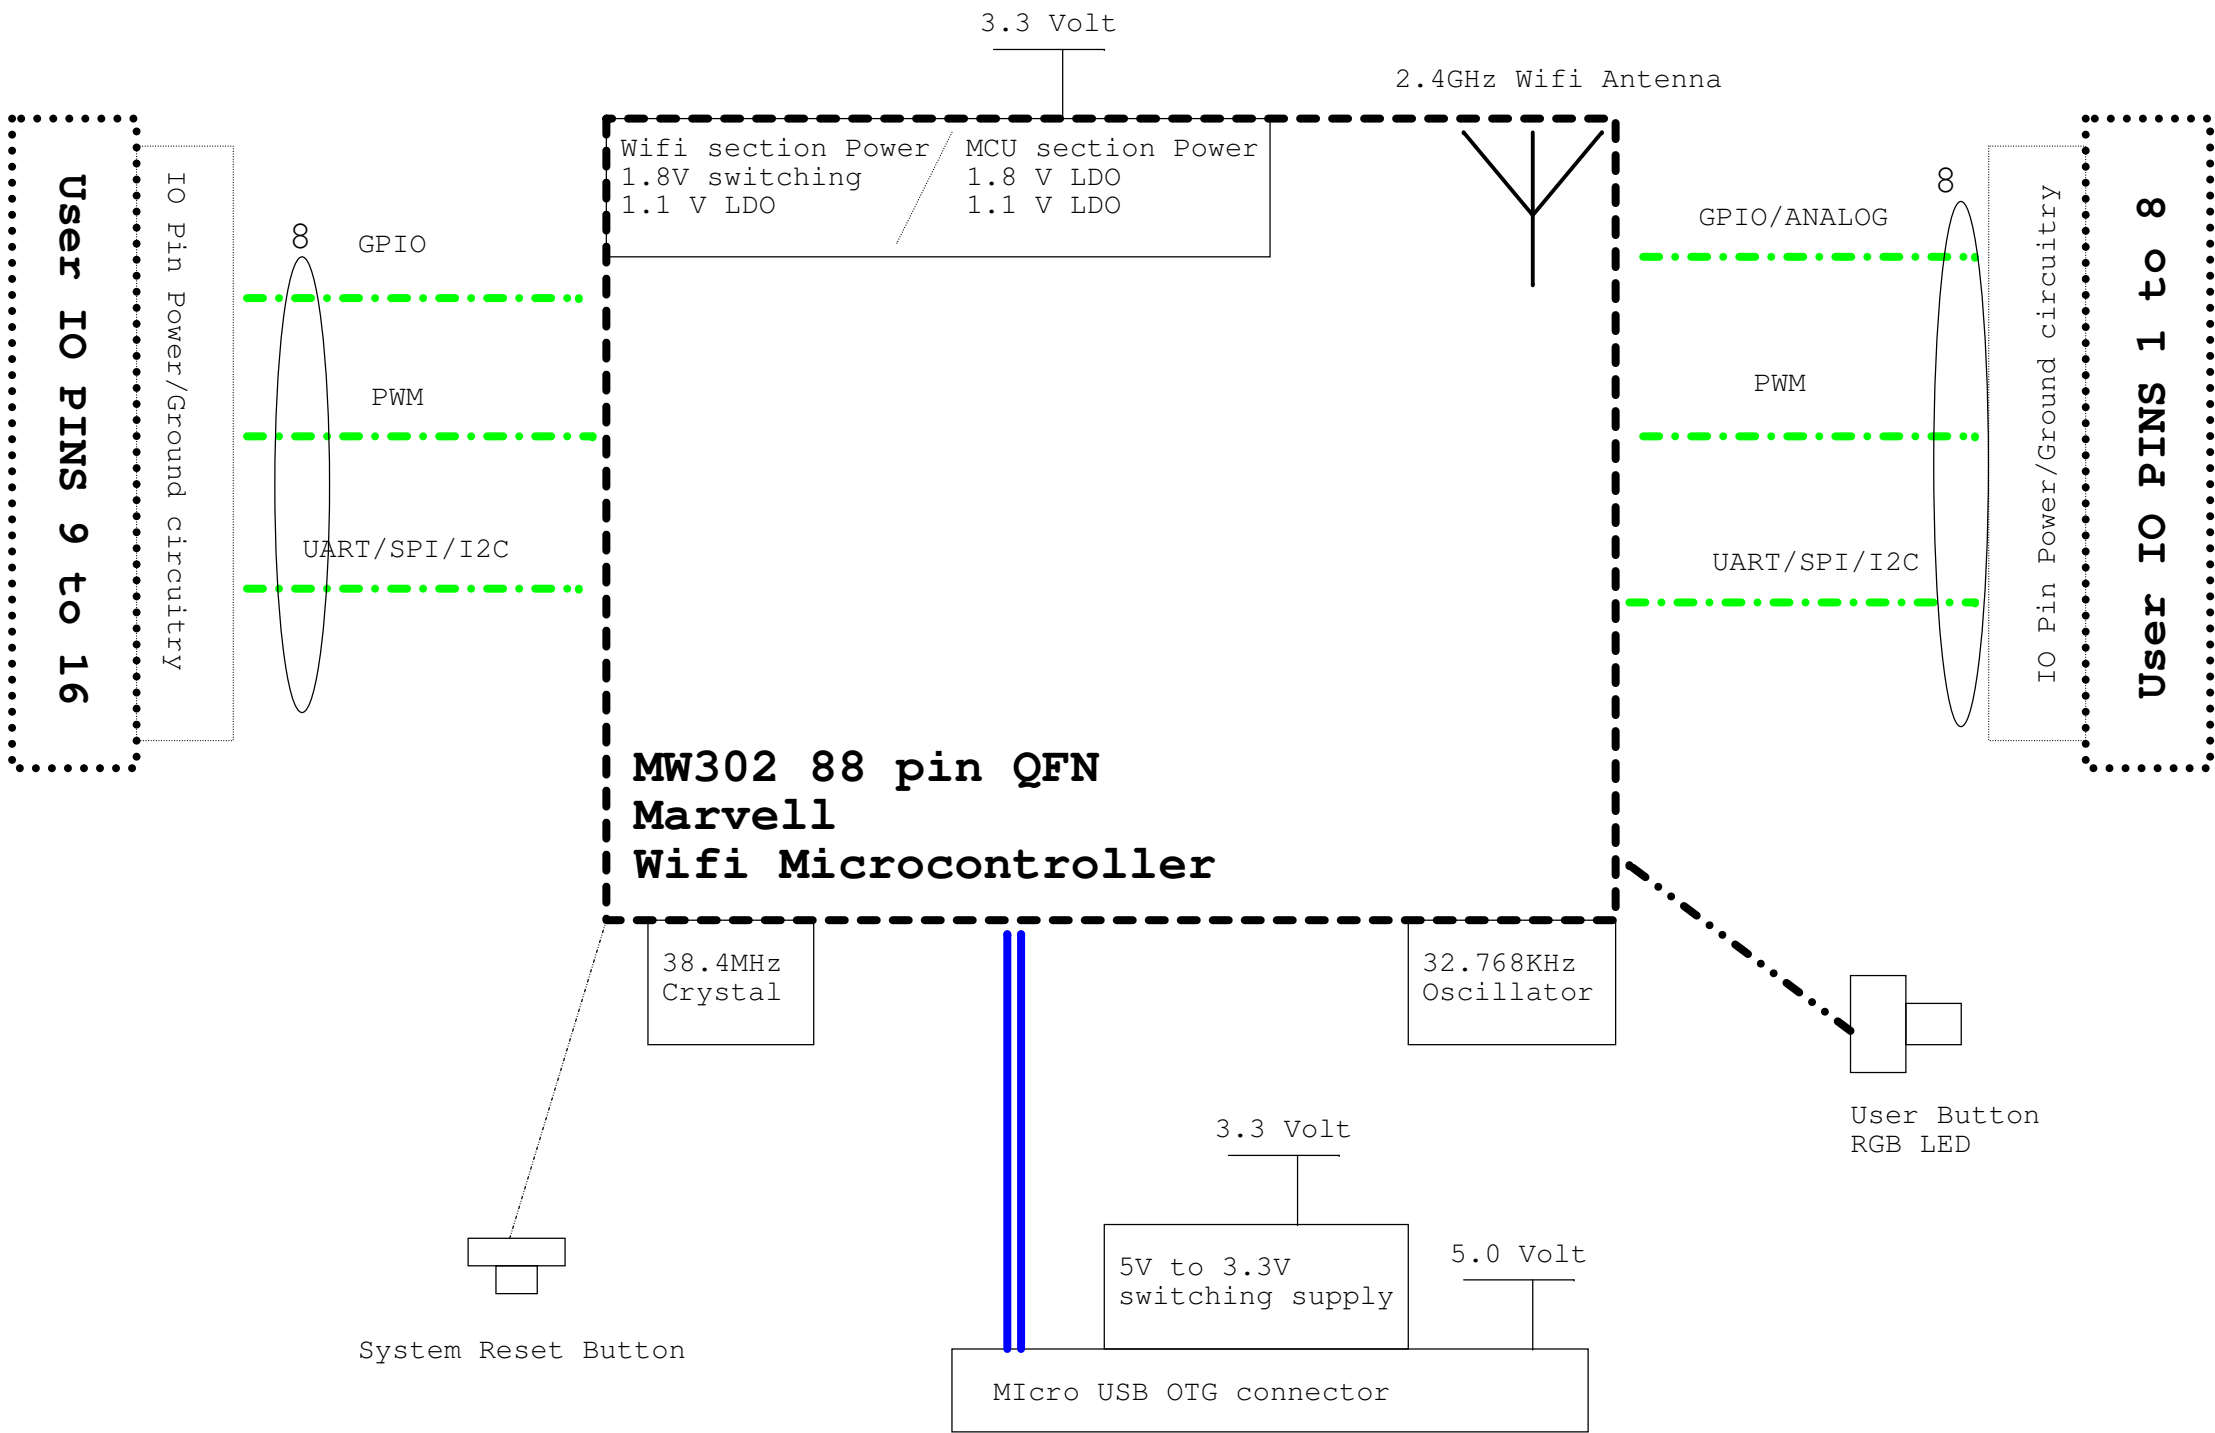 3.3 Volt
2.4GHz Wifi Antenna
Wifi section Power
1.8V switching
1.1 V LDO
MCU section Power
1.8 V LDO
1.1 V LDO
User IO PINS 9 to 16
IO Pin Power/Ground circuitry
8
GPIO
PWM
UART/SPI/I2C
GPIO/ANALOG
PWM
UART/SPI/I2C
8
IO Pin Power/Ground circuitry
User IO PINS 1 to 8
MW302 88 pin QFN
Marvell
Wifi Microcontroller
38.4MHz
Crystal
32.768KHz
Oscillator
User Button
RGB LED
3.3 Volt
5V to 3.3V
switching supply
5.0 Volt
System Reset Button
MIcro USB OTG connector